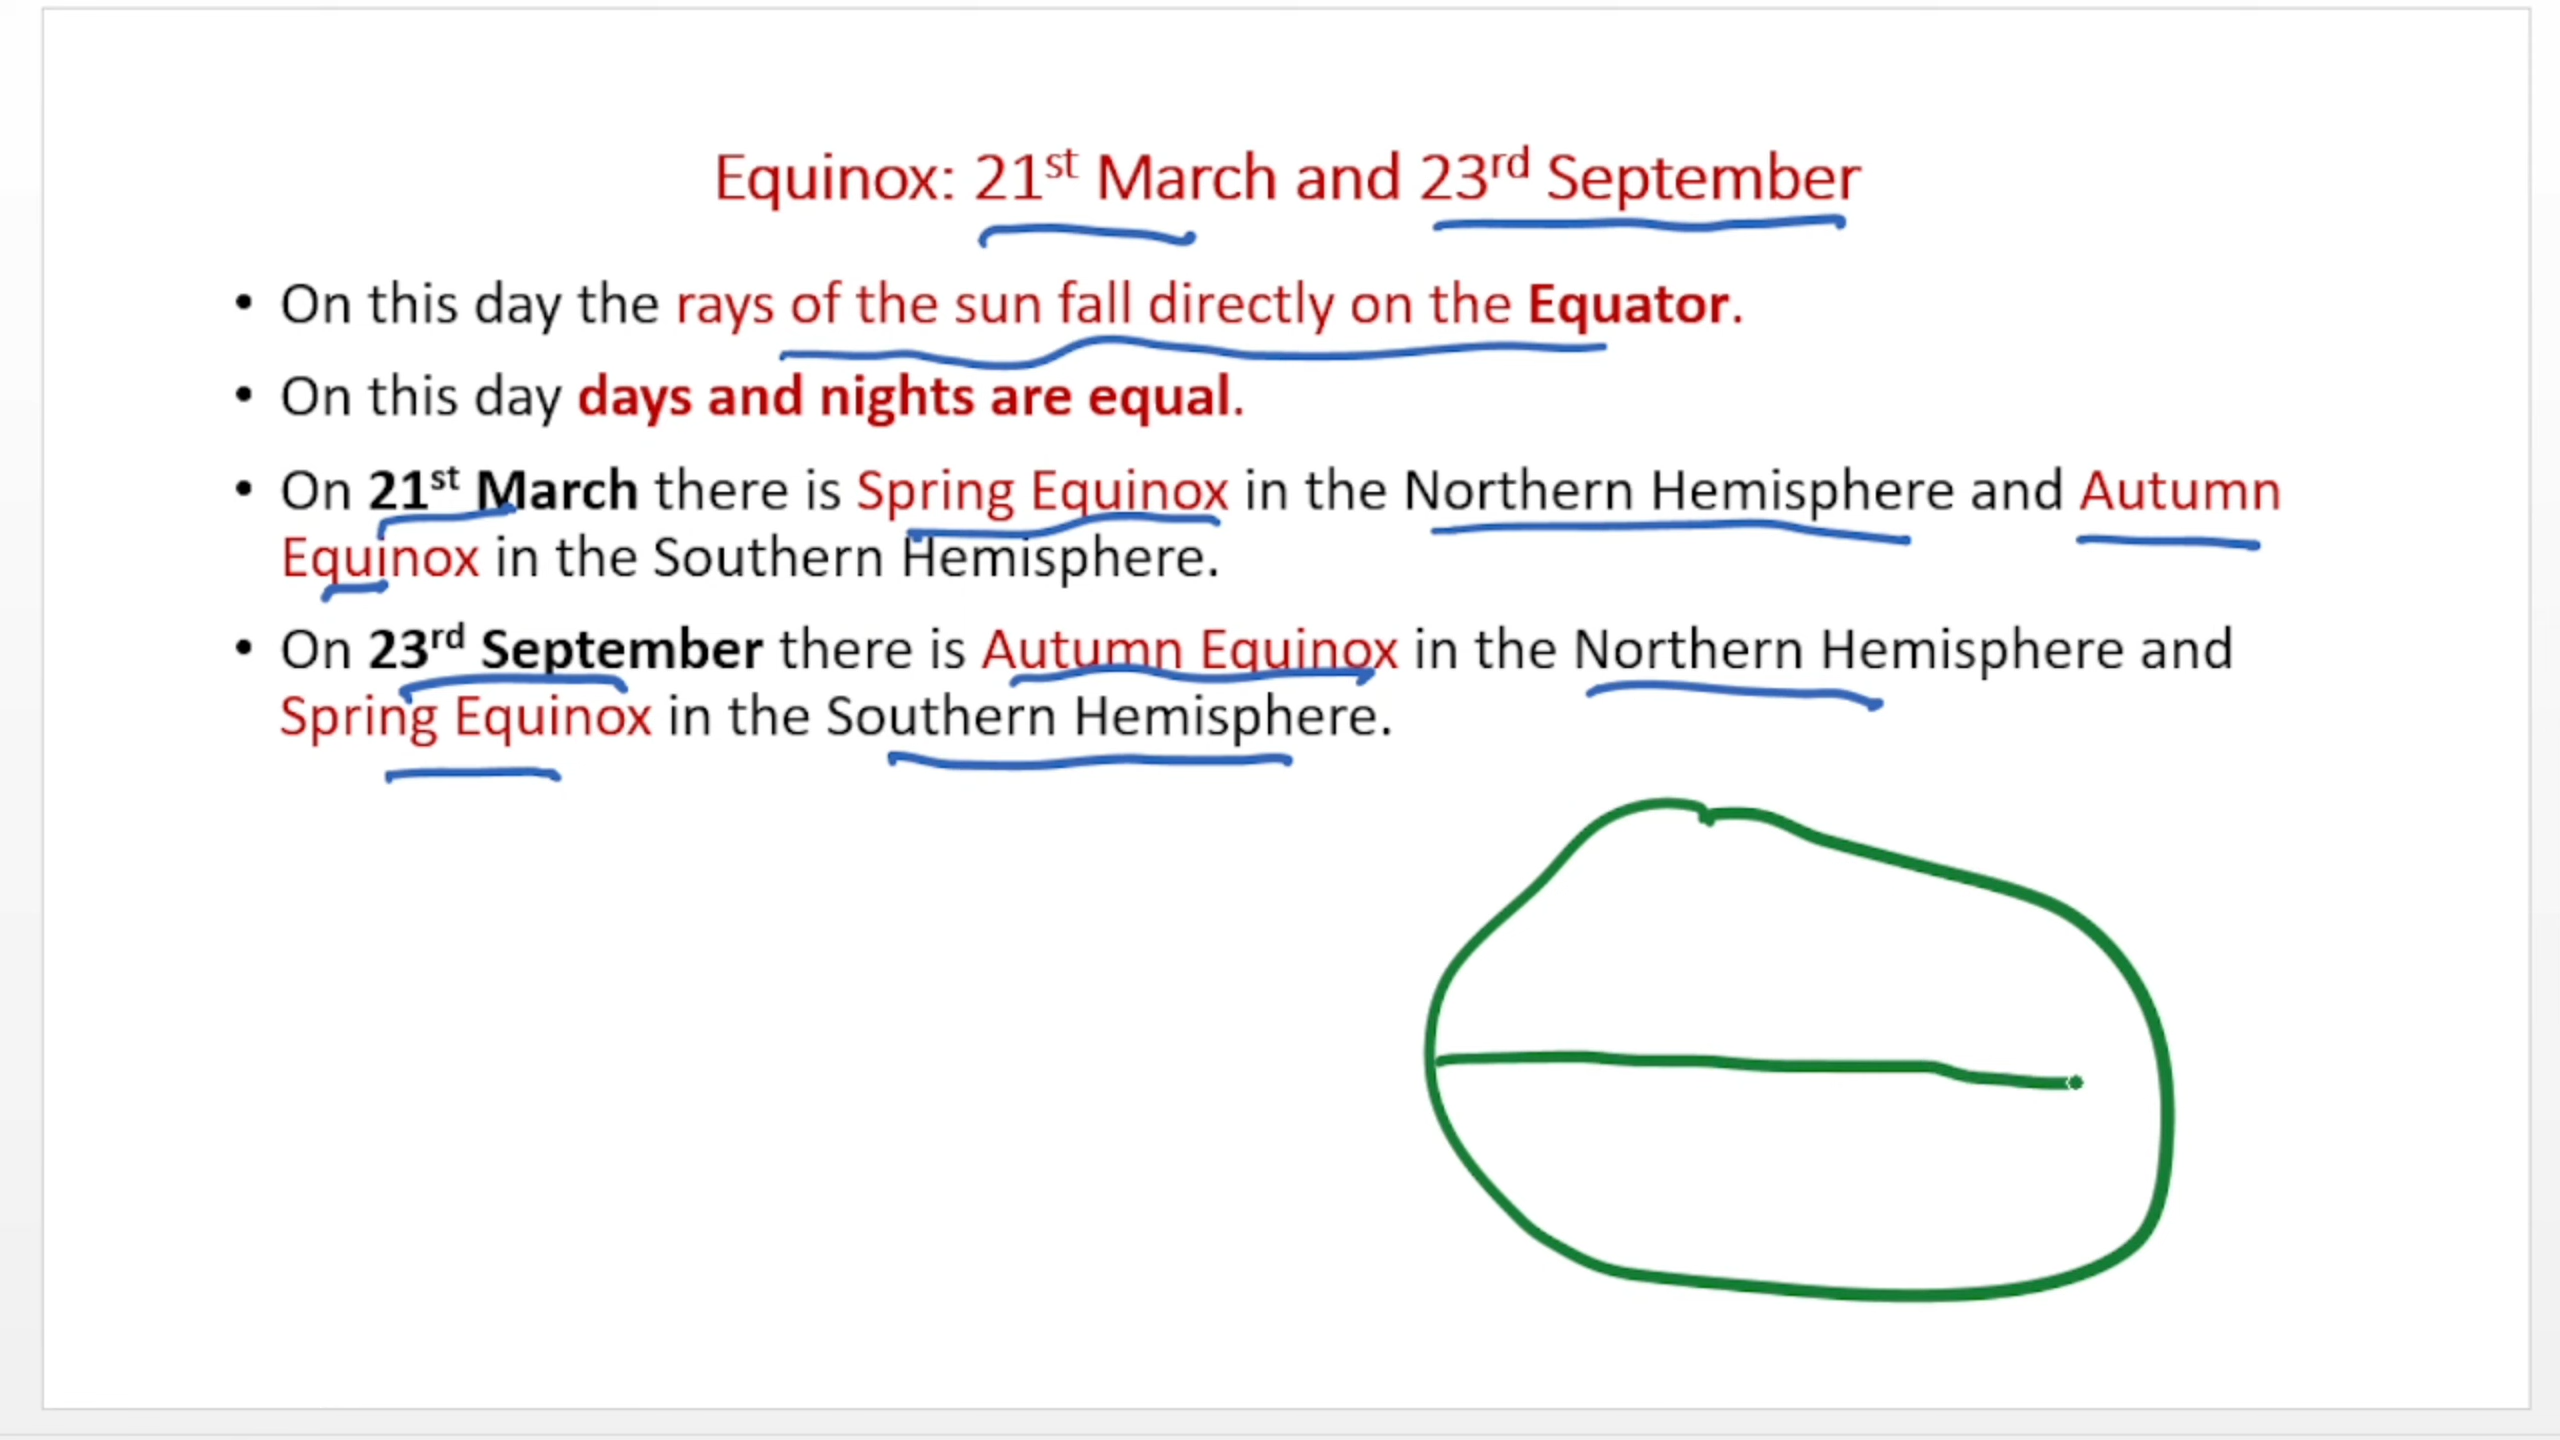 Equinox: 21st March and 23rd September
• On this day the rays of the sun fall directly on the Equator.
• On this day days and nights are equal.
• On 21st March there is Spring Equinox in the Northern Hemisphere and Autumn
Equinox in the Southern Hemisphere.
• On 23rd September there is Autumn Equinox in the Northern Hemisphere and
Spring Equinox in the Southern Hemisphere.